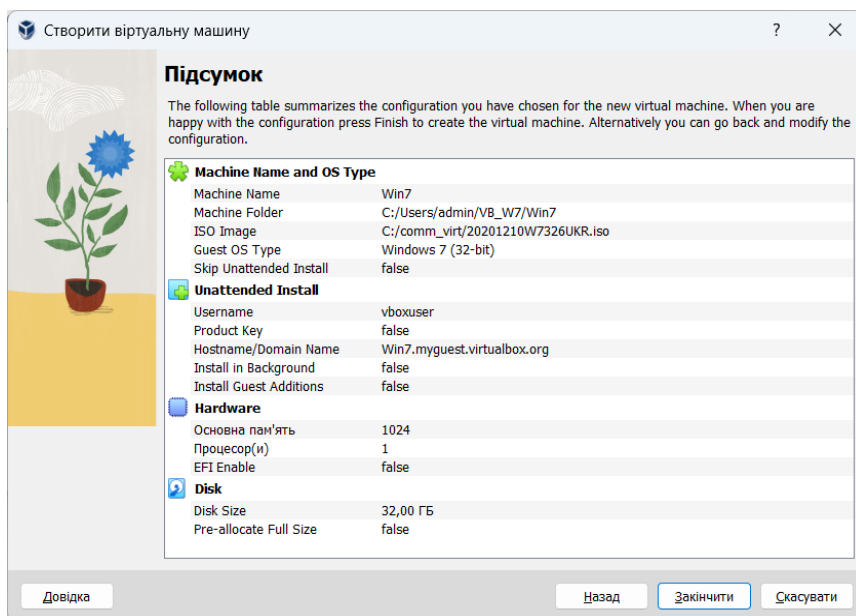 Створити віртуальну машину
?
Підсумок
The following table summarizes the configuration you have chosen for the new virtual machine. When you are
happy with the configuration press Finish to create the virtual machine. Alternatively you can go back and modify the
configuration.
Machine Name and OS Type
Machine Name Win7
Machine Folder C:/Users/admin/VB_W7/Win7
ISO Image C:/comm_virt/20201210W7326UKR.iso
Guest OS Type Windows 7 (32-bit)
Skip Unattended Install false
Unattended Install
Username vboxuser
Product Key false
Hostname/Domain Name Win7.myguest.virtualbox.org
Install in Background false
Install Guest Additions false
Hardware
Основна пам'ять 1024
Процесор(и) 1
EFI Enable false
Disk
Disk Size 32,00 ГБ
Pre-allocate Full Size false
Довідка Назад Закінчити Скасувати